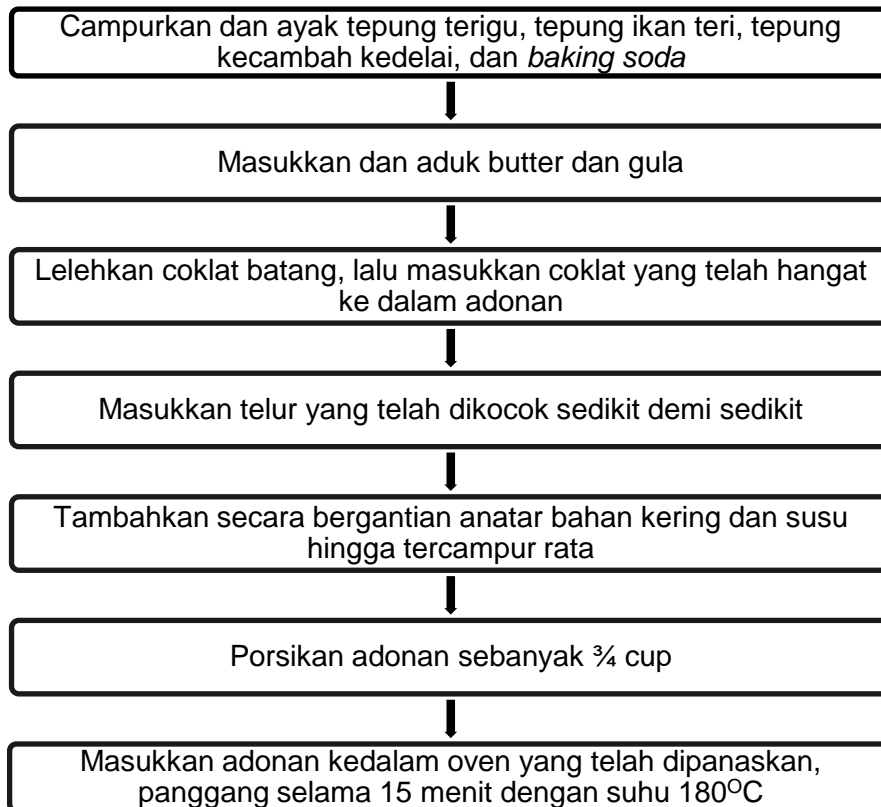 Campurkan dan ayak tepung terigu, tepung ikan teri, tepung
kecambah kedelai, dan baking soda
Masukkan dan aduk butter dan gula
Lelehkan coklat batang, lalu masukkan coklat yang telah hangat
ke dalam adonan
Masukkan telur yang telah dikocok sedikit demi sedikit
Tambahkan secara bergantian anatar bahan kering dan susu
hingga tercampur rata
Porsikan adonan sebanyak ¾ cup
Masukkan adonan kedalam oven yang telah dipanaskan,
panggang selama 15 menit dengan suhu 180ᴼC